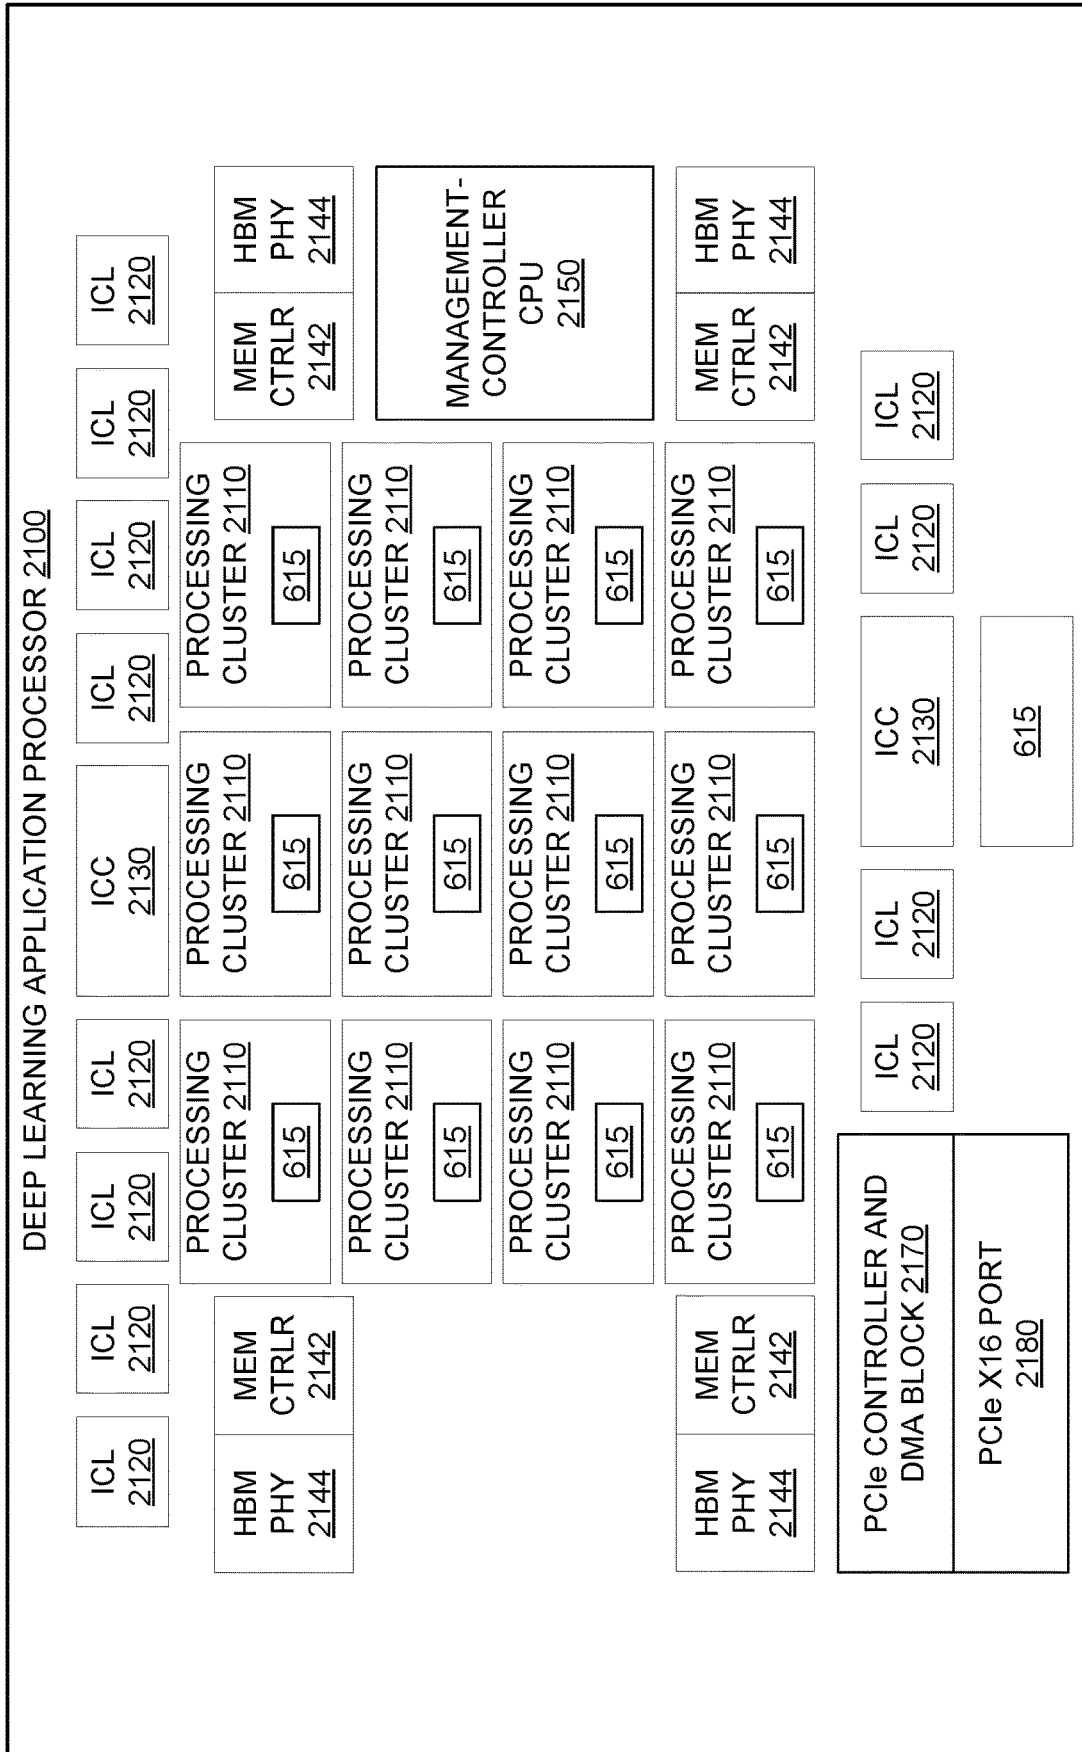 DEEP LEARNING APPLICATION PROCESSOR 2100
ICL
2120
ICL
2120
ICL
2120
ICL
2120
ICC
2130
ICL
2120
ICL
2120
ICL
2120
ICL
2120
HBM
PHY
2144
MEM
CTRLR
2142
PROCESSING
CLUSTER 2110
615
PROCESSING
CLUSTER 2110
615
PROCESSING
CLUSTER 2110
615
MEM
CTRLR
2142
HBM
PHY
2144
PROCESSING
CLUSTER 2110
615
PROCESSING
CLUSTER 2110
615
PROCESSING
CLUSTER 2110
615
MANAGEMENT-
CONTROLLER
CPU
2150
PROCESSING
CLUSTER 2110
615
PROCESSING
CLUSTER 2110
615
PROCESSING
CLUSTER 2110
615
HBM
PHY
2144
MEM
CTRLR
2142
PROCESSING
CLUSTER 2110
615
PROCESSING
CLUSTER 2110
615
PROCESSING
CLUSTER 2110
615
MEM
CTRLR
2142
HBM
PHY
2144
PCIe CONTROLLER AND
DMA BLOCK 2170
ICL
2120
ICL
2120
ICC
2130
ICL
2120
ICL
2120
PCIe X16 PORT
2180
615